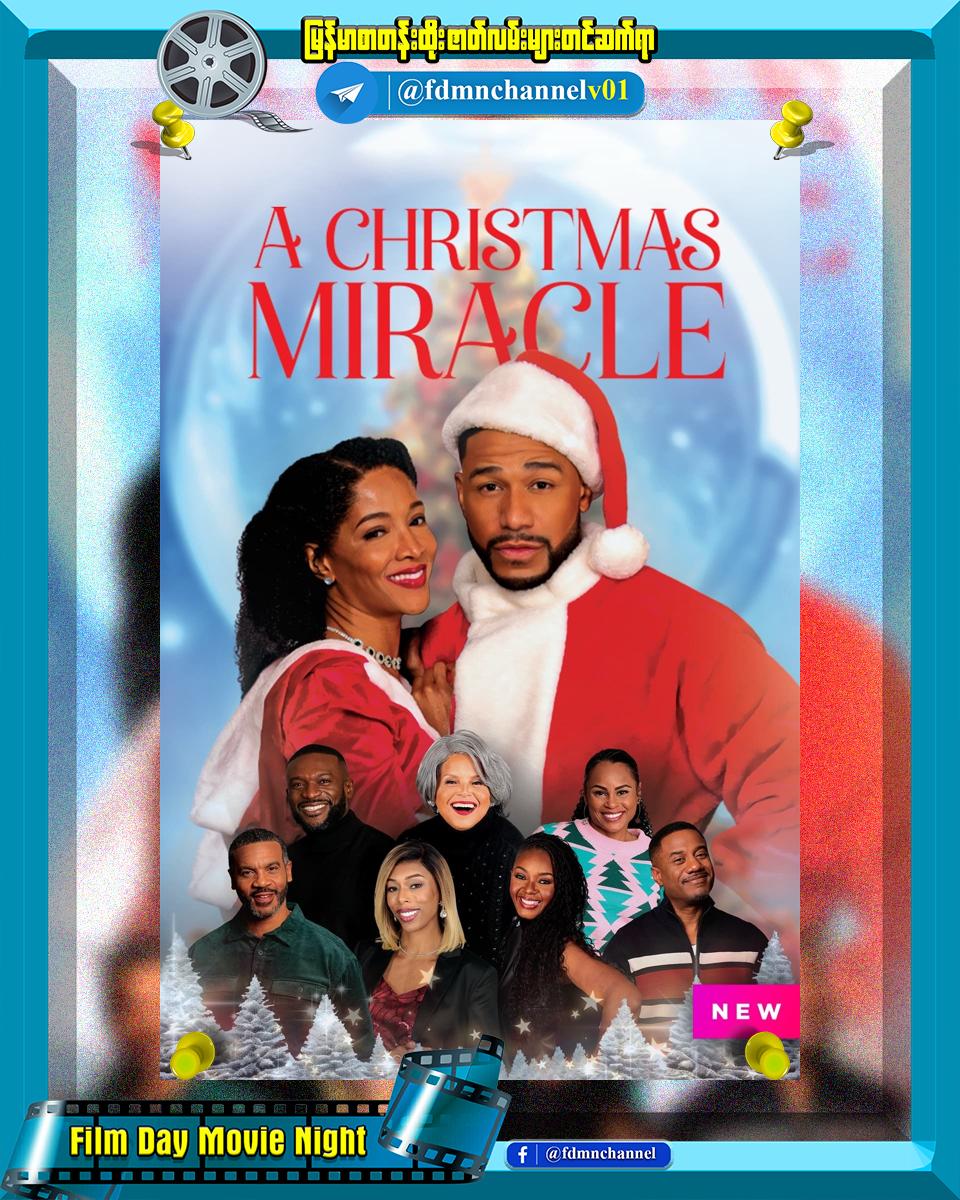 မြန်မာစာတန်းထိုးဇာတ်လမ်းများတင်ဆက်ရာ
@fdmnchannelv01
A CHRISTMAS
MIRACLE
NEW
Film Day Movie Night
@fdmnchannel